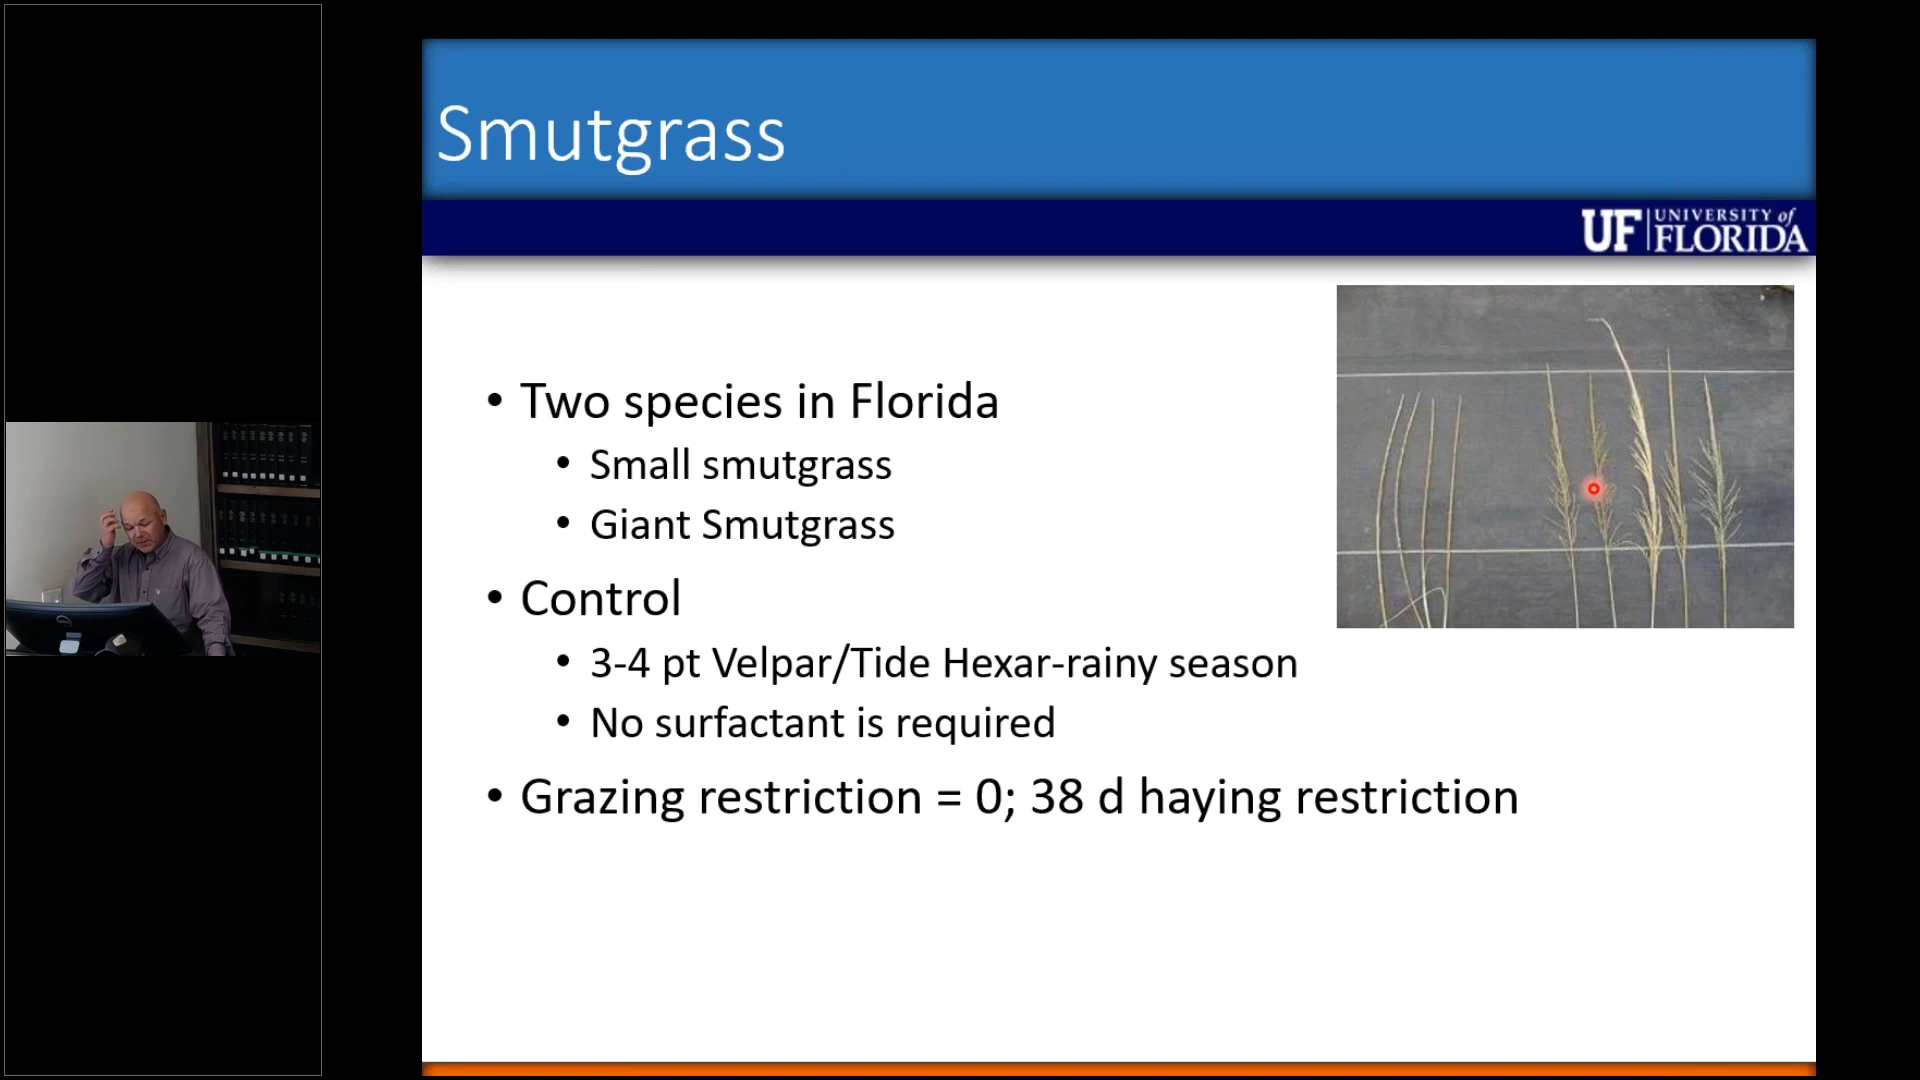 Smutgrass
UF UNIVERSITY of FLORIDA
• Two species in Florida
• Small smutgrass
• Giant Smutgrass
• Control
• 3-4 pt Velpar/Tide Hexar-rainy season
• No surfactant is required
• Grazing restriction = 0; 38 d haying restriction